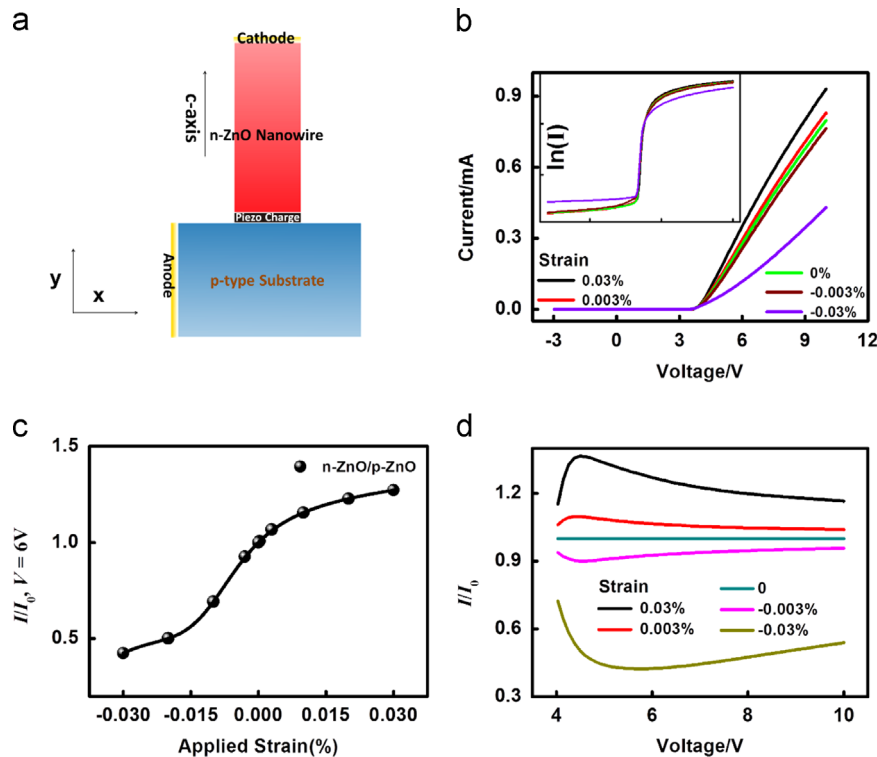 a
Cathode
c-axis
n-ZnO Nanowire
Piezo Charge
Anode
p-type Substrate
y
x
b
Current/mA
0.9
0.6
0.3
0.0
ln(I)
Strain
0.03%
0.003%
0%
-0.003%
-0.03%
-3 0 3 6 9 12
Voltage/V
c
I/I0, V = 6V
1.5
1.0
0.5
n-ZnO/p-ZnO
-0.030 -0.015 0.000 0.015 0.030
Applied Strain(%)
d
I/I0
1.2
0.9
0.6
0.3
Strain
0.03%
0.003%
0
-0.003%
-0.03%
4 6 8 10
Voltage/V